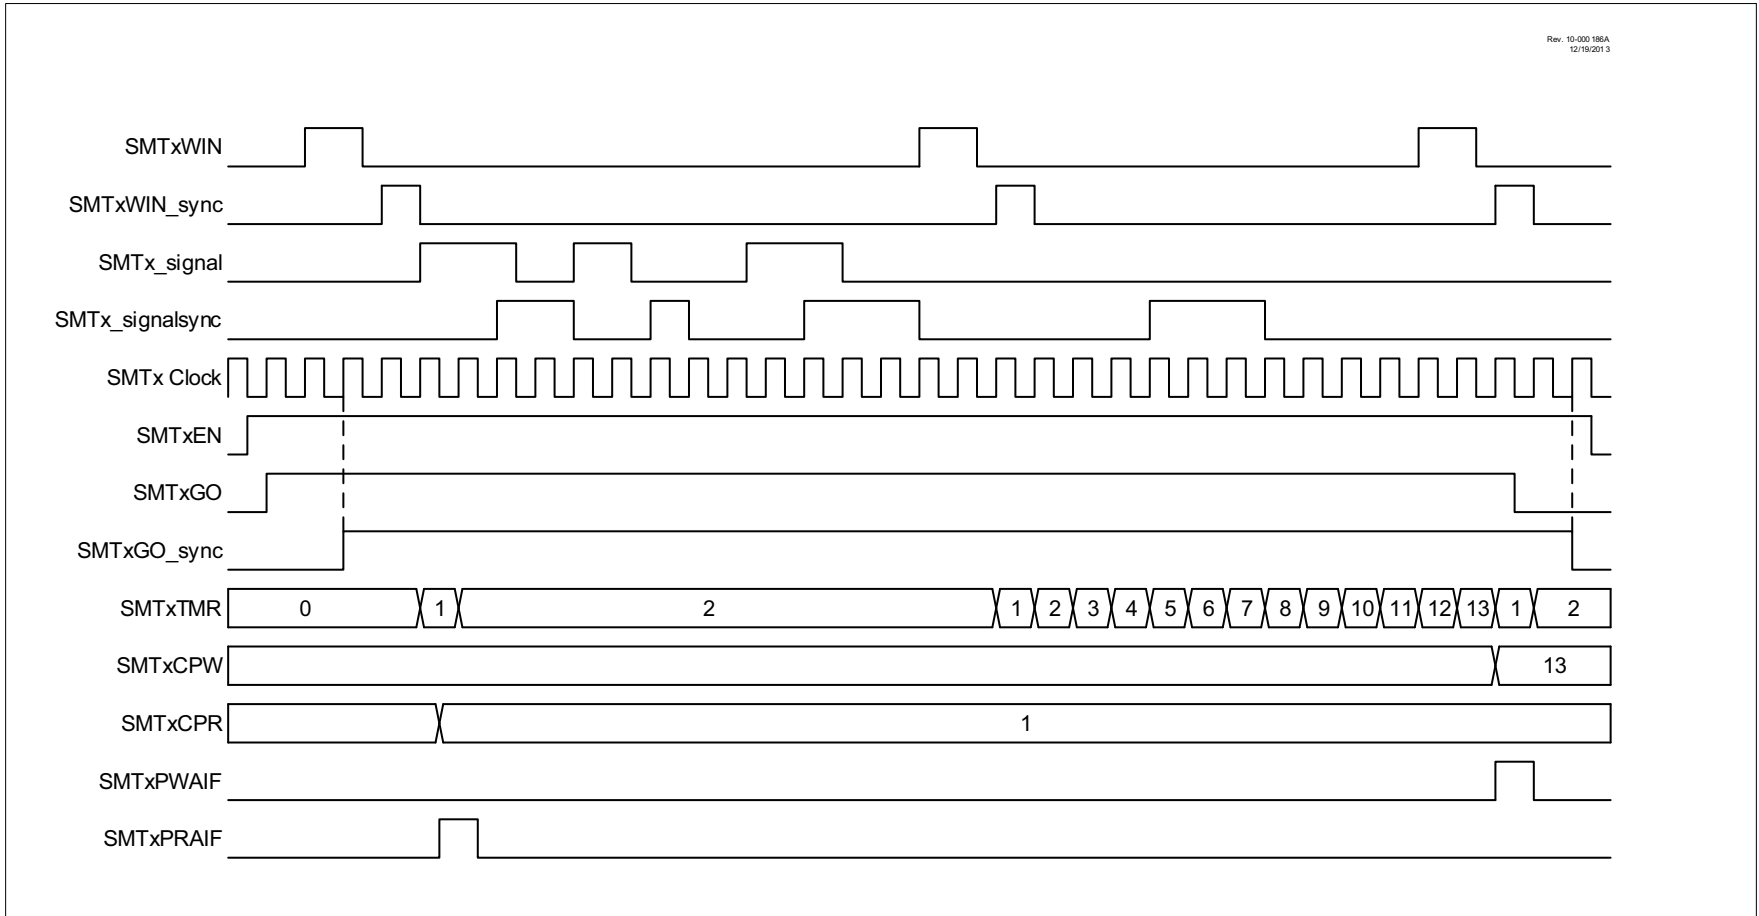 Rev. 10-000 186A
12/19/201 3
SMTxWIN
SMTxWIN_sync
SMTx_signal
SMTx_signalsync
SMTx Clock
SMTxEN
SMTxGO
SMTxGO_sync
SMTxTMR 0 1 2 1 2 3 4 5 6 7 8 9 10 11 12 13 1 2
SMTxCPW 13
SMTxCPR 1
SMTxPWAIF
SMTxPRAIF